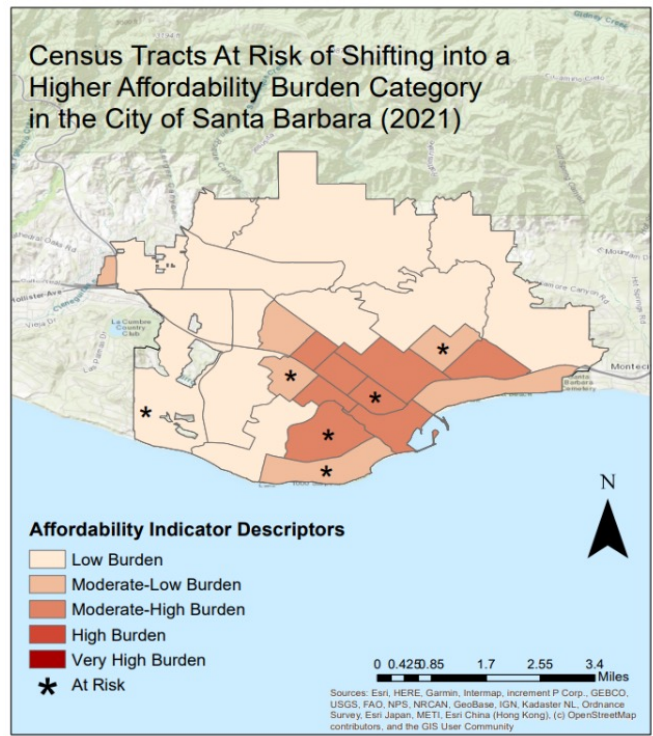 Census Tracts At Risk of Shifting into a
Higher Affordability Burden Category
in the City of Santa Barbara (2021)
La Cumbre
Country
Club
Montec
Santa
Barbara
Cemetery
N
Affordability Indicator Descriptors
Low Burden
Moderate-Low Burden
Moderate-High Burden
High Burden
Very High Burden
* At Risk
0 0.425 0.85 1.7 2.55 3.4
Miles
Sources: Esri, HERE, Garmin, Intermap, increment P Corp., GEBCO,
USGS, FAO, NPS, NRCAN, GeoBase, IGN, Kadaster NL, Ordnance
Survey, Esri Japan, METI, Esri China (Hong Kong), (c) OpenStreetMap
contributors, and the GIS User Community